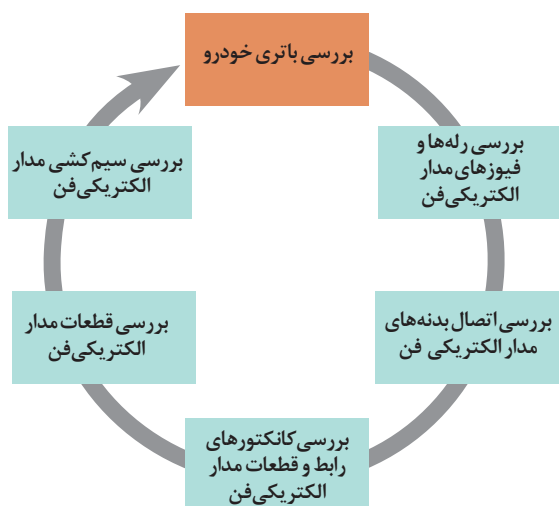 بررسی باتری خودرو
بررسی رله‌ها و
فیوزهای مدار
الکتریکی فن
بررسی اتصال بدنه‌های
مدار الکتریکی فن
بررسی کانکتورهای
رابط و قطعات مدار
الکتریکی فن
بررسی قطعات مدار
الکتریکی فن
بررسی سیم کشی مدار
الکتریکی فن